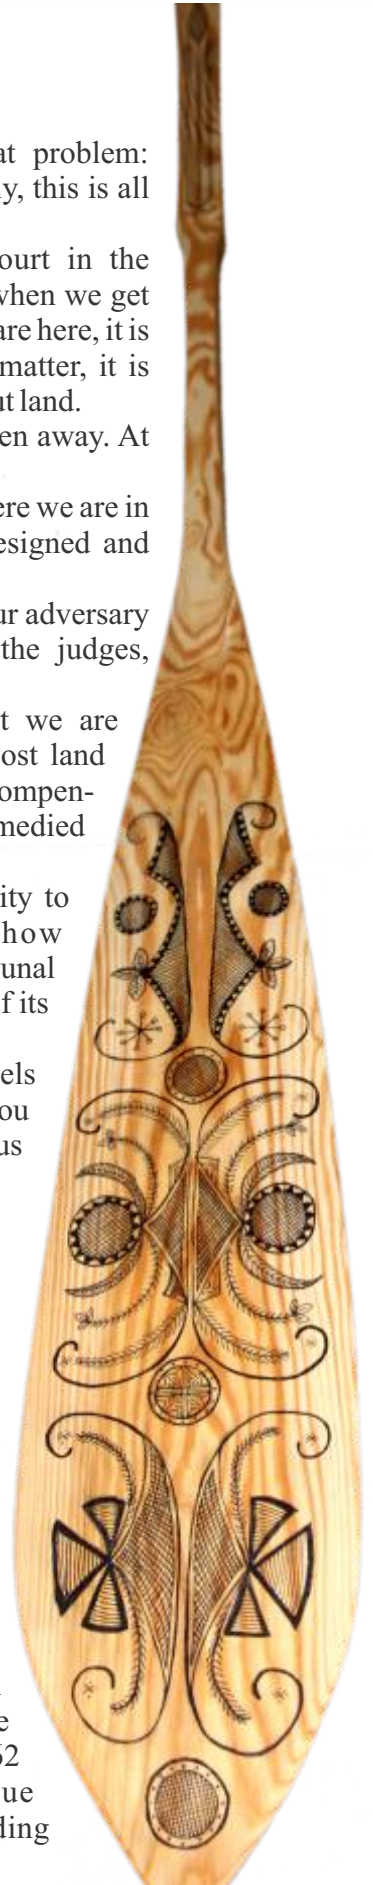 at problem:
y, this is all
ourt in the
when we get
are here, it is
matter, it is
ut land.
en away. At
ere we are in
esigned and
ur adversary
the judges,
t we are
ost land
ompen-
medied
ity to
how
unal
f its
els
ou
us
e
62
ue
ding